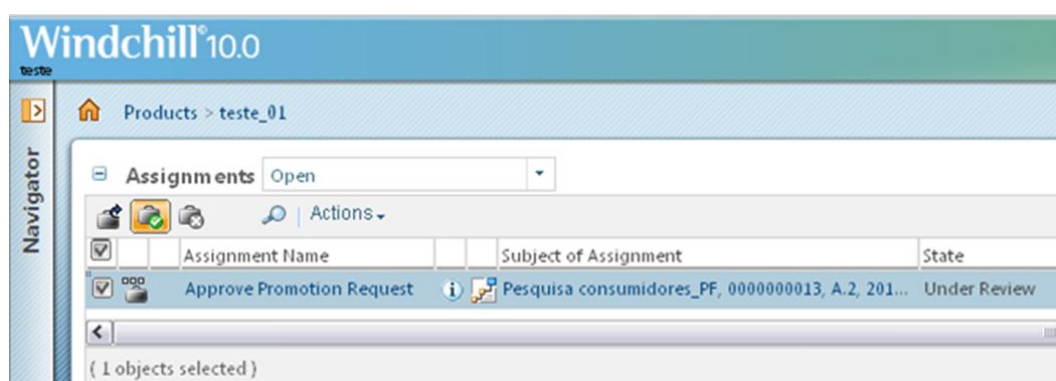 Windchill® 10.0
teste
Products > teste_01
Navigator
Assignments Open
Actions
Assignment Name Subject of Assignment State
Approve Promotion Request Pesquisa consumidores_PF, 0000000013, A.2, 201... Under Review
( 1 objects selected )